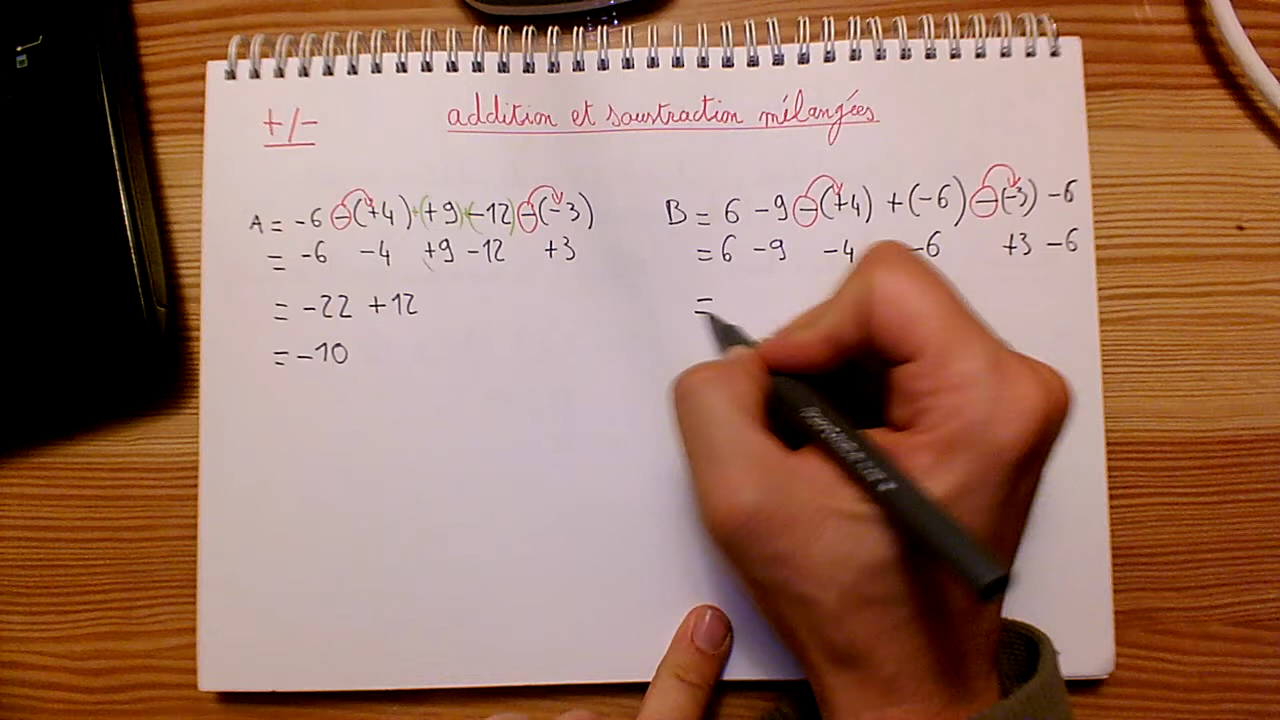 +/-
addition et soustraction mélangées
A = -6 -(+4) +(+9)+(-12) -(-3)
= -6 -4 +9 -12 +3
= -22 +12
= -10
B = 6 -9 -(+4) +(-6) -(-3) -6
= 6 -9 -4 -6 +3 -6
=